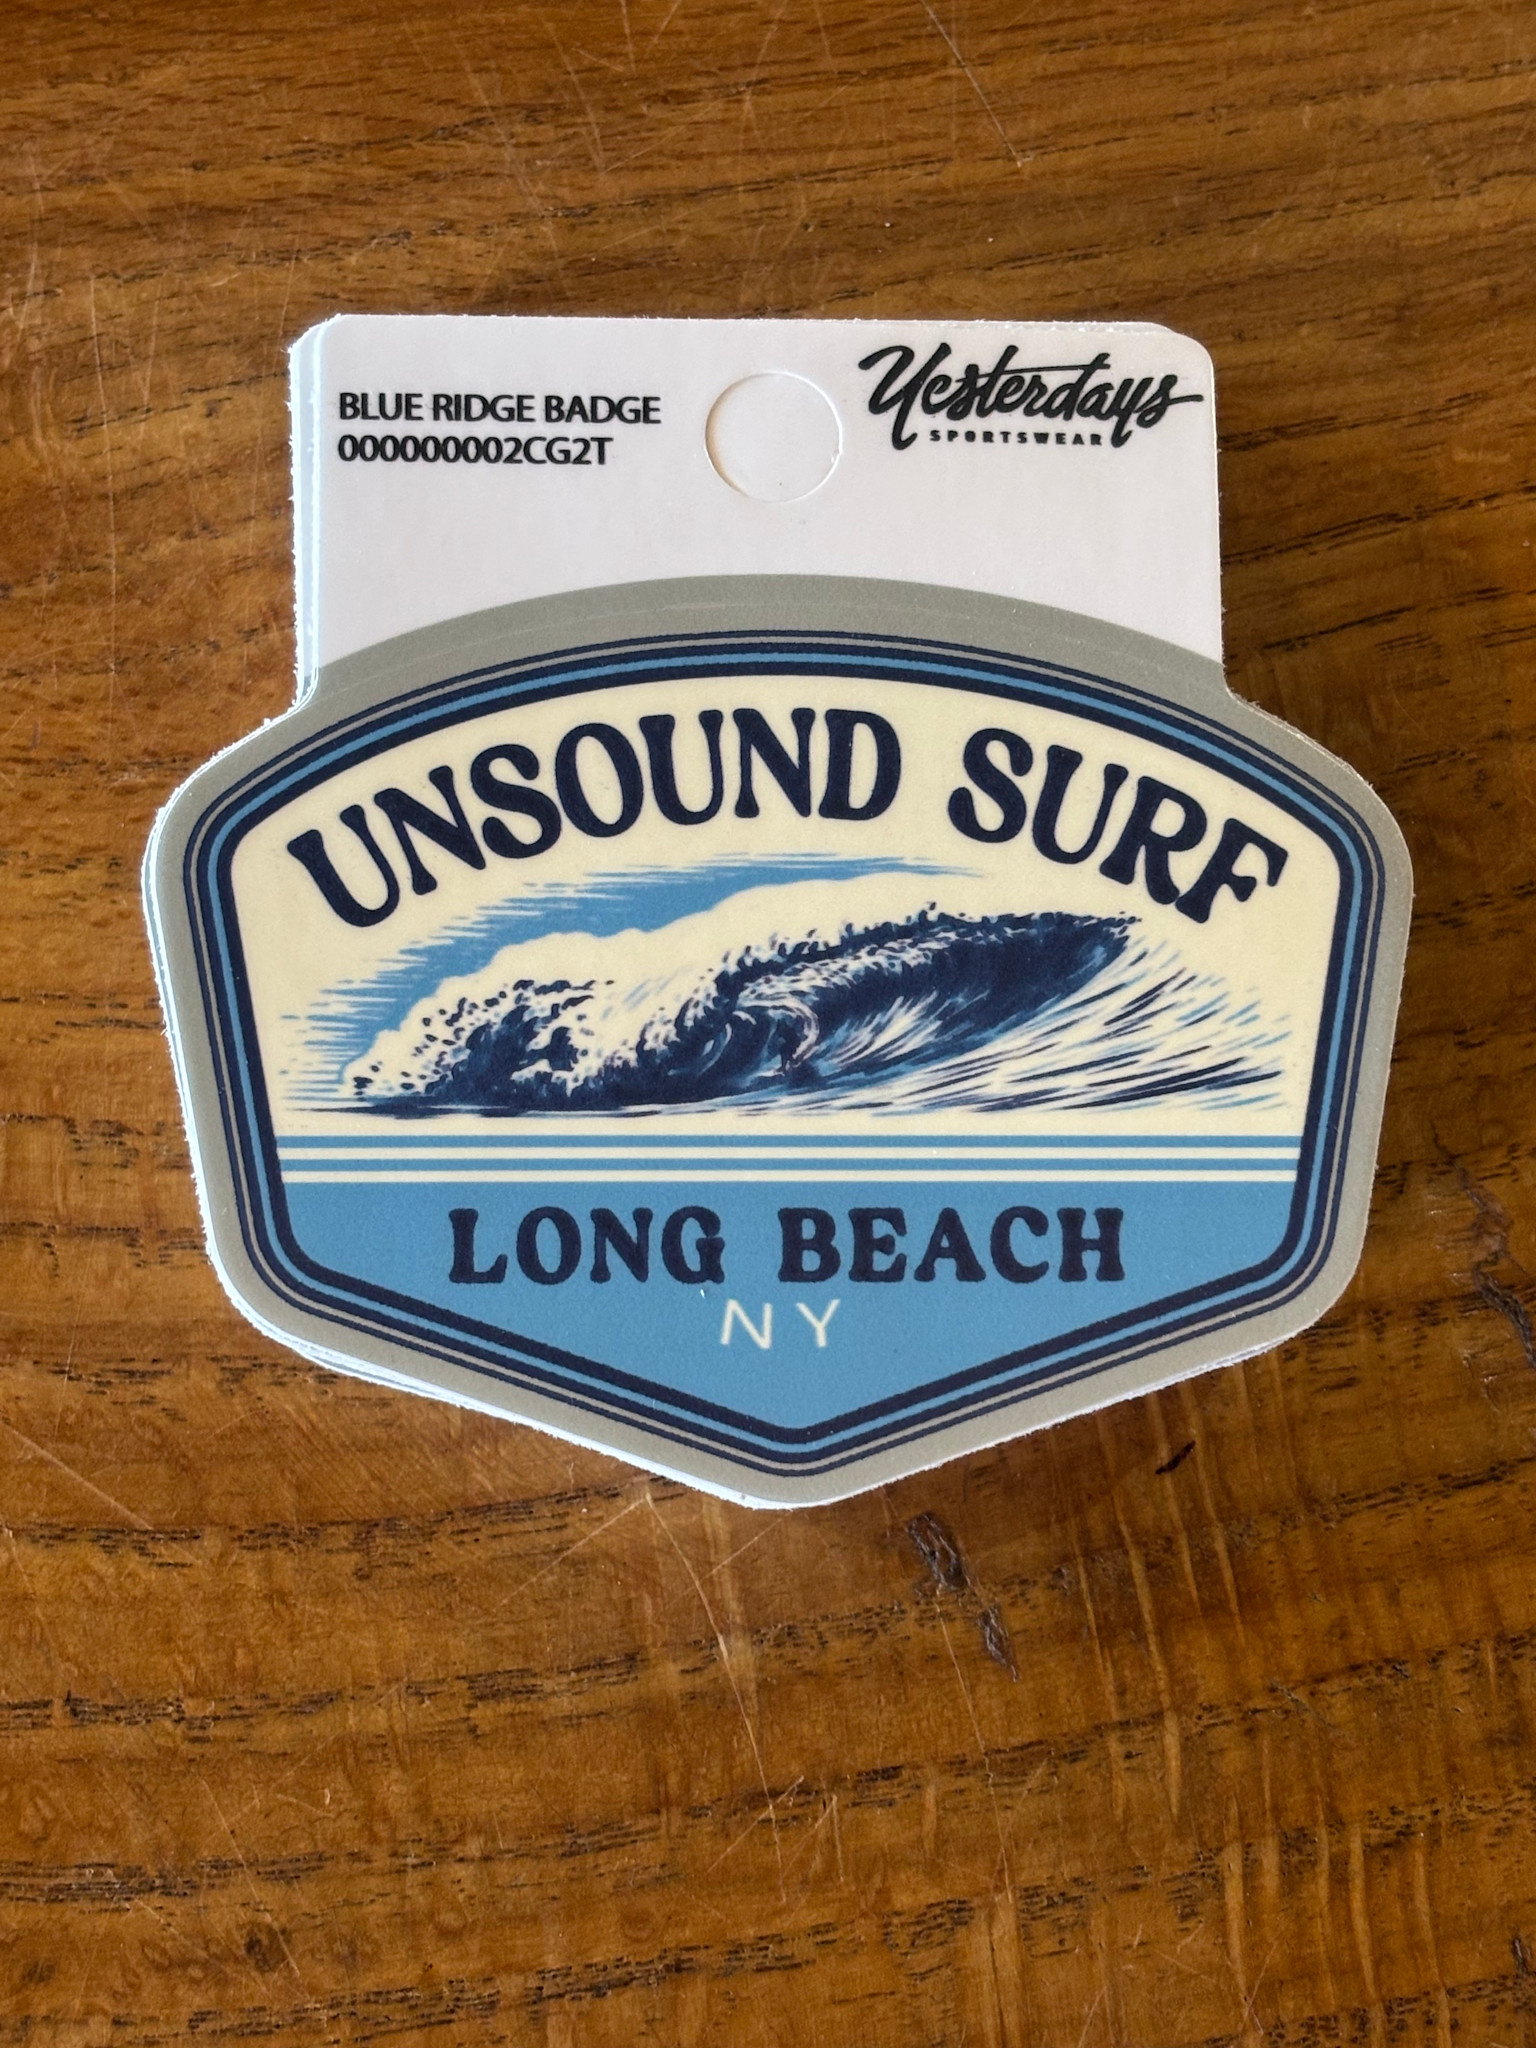 BLUE RIDGE BADGE
000000002CG2T
Yesterdays
SPORTSWEAR
UNSOUND SURF
LONG BEACH
NY